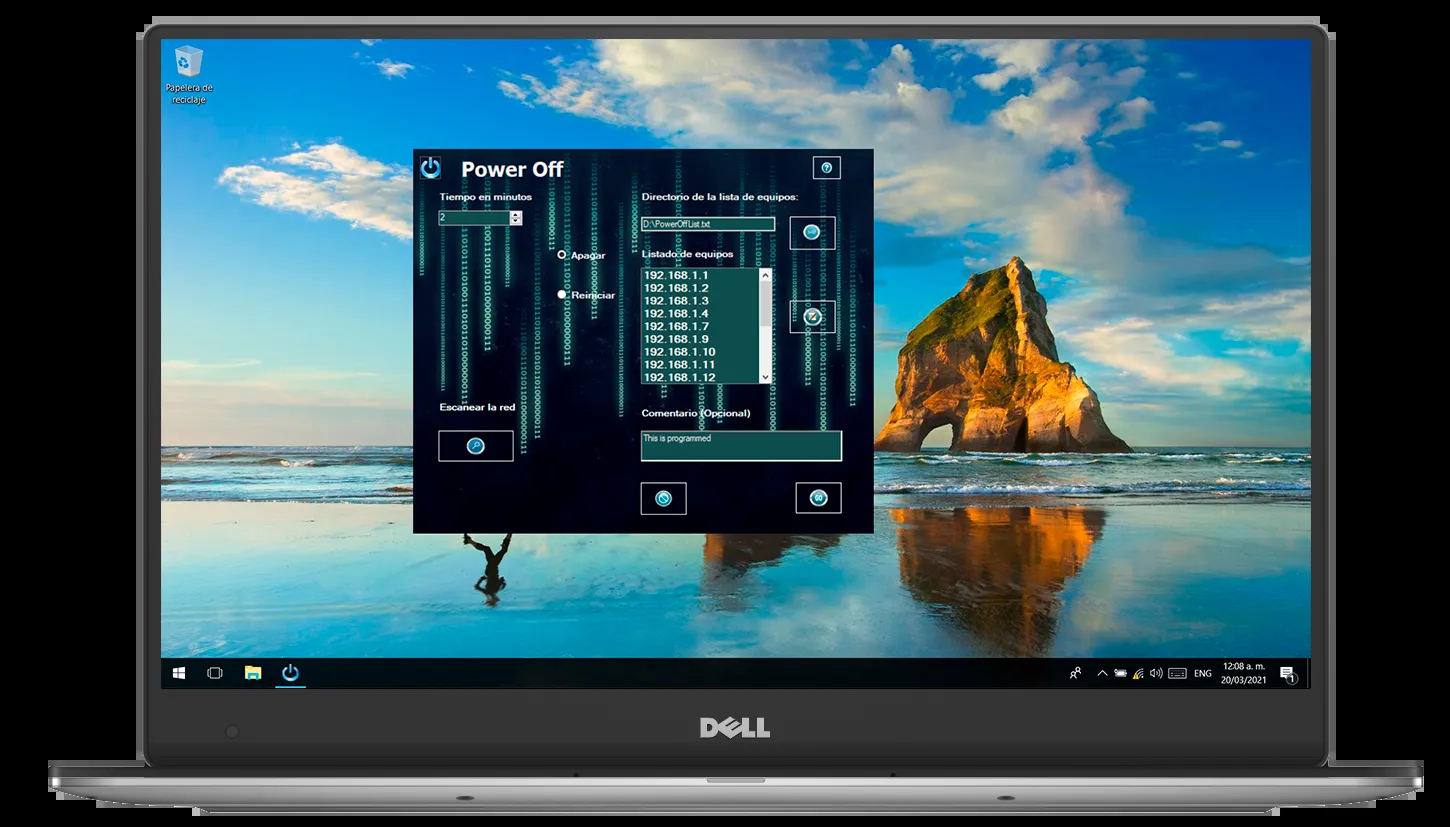 Papelera de
reciclaje
Power Off
Tiempo en minutos
2
Apagar
Reiniciar
Escanear la red
Directorio de la lista de equipos:
D:\PowerOffList.txt
Listado de equipos
192.168.1.1
192.168.1.2
192.168.1.3
192.168.1.4
192.168.1.7
192.168.1.9
192.168.1.10
192.168.1.11
192.168.1.12
Comentario (Opcional)
This is programmed
GO
ENG
12:08 a. m.
20/03/2021
1
DELL